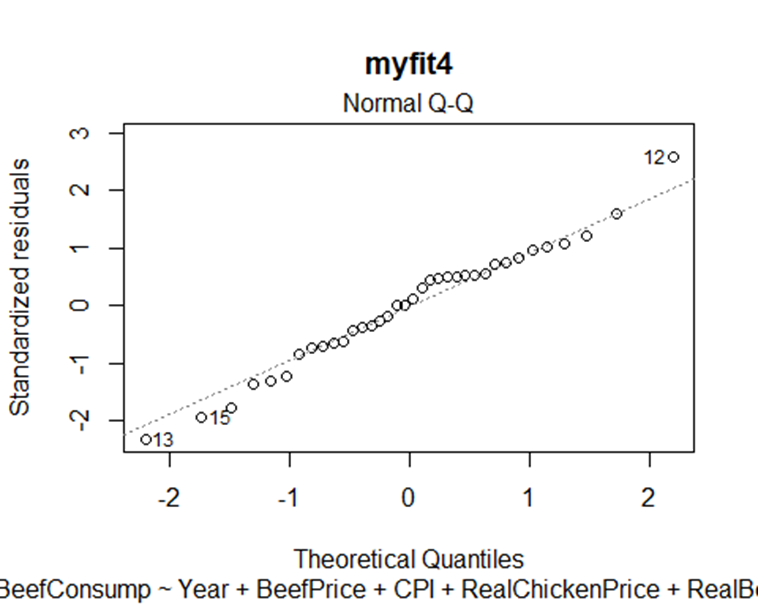 myfit4
Normal Q-Q
Standardized residuals
3
2
1
0
-1
-2
12
15
13
-2 -1 0 1 2
Theoretical Quantiles
BeefConsump ~ Year + BeefPrice + CPI + RealChickenPrice + RealBe